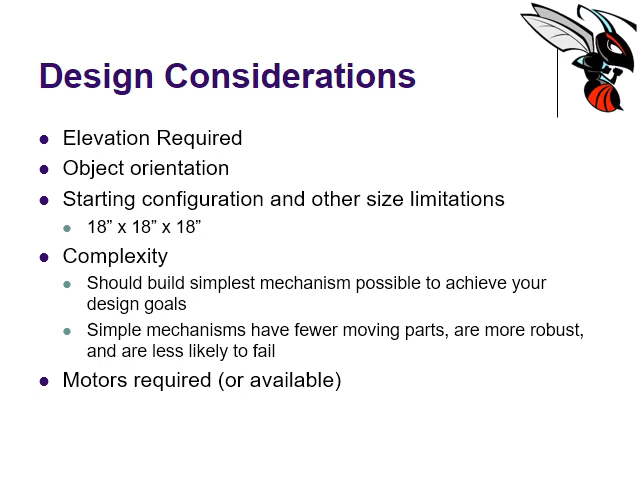 Design Considerations
Elevation Required
Object orientation
Starting configuration and other size limitations
18” x 18” x 18”
Complexity
Should build simplest mechanism possible to achieve your
design goals
Simple mechanisms have fewer moving parts, are more robust,
and are less likely to fail
Motors required (or available)